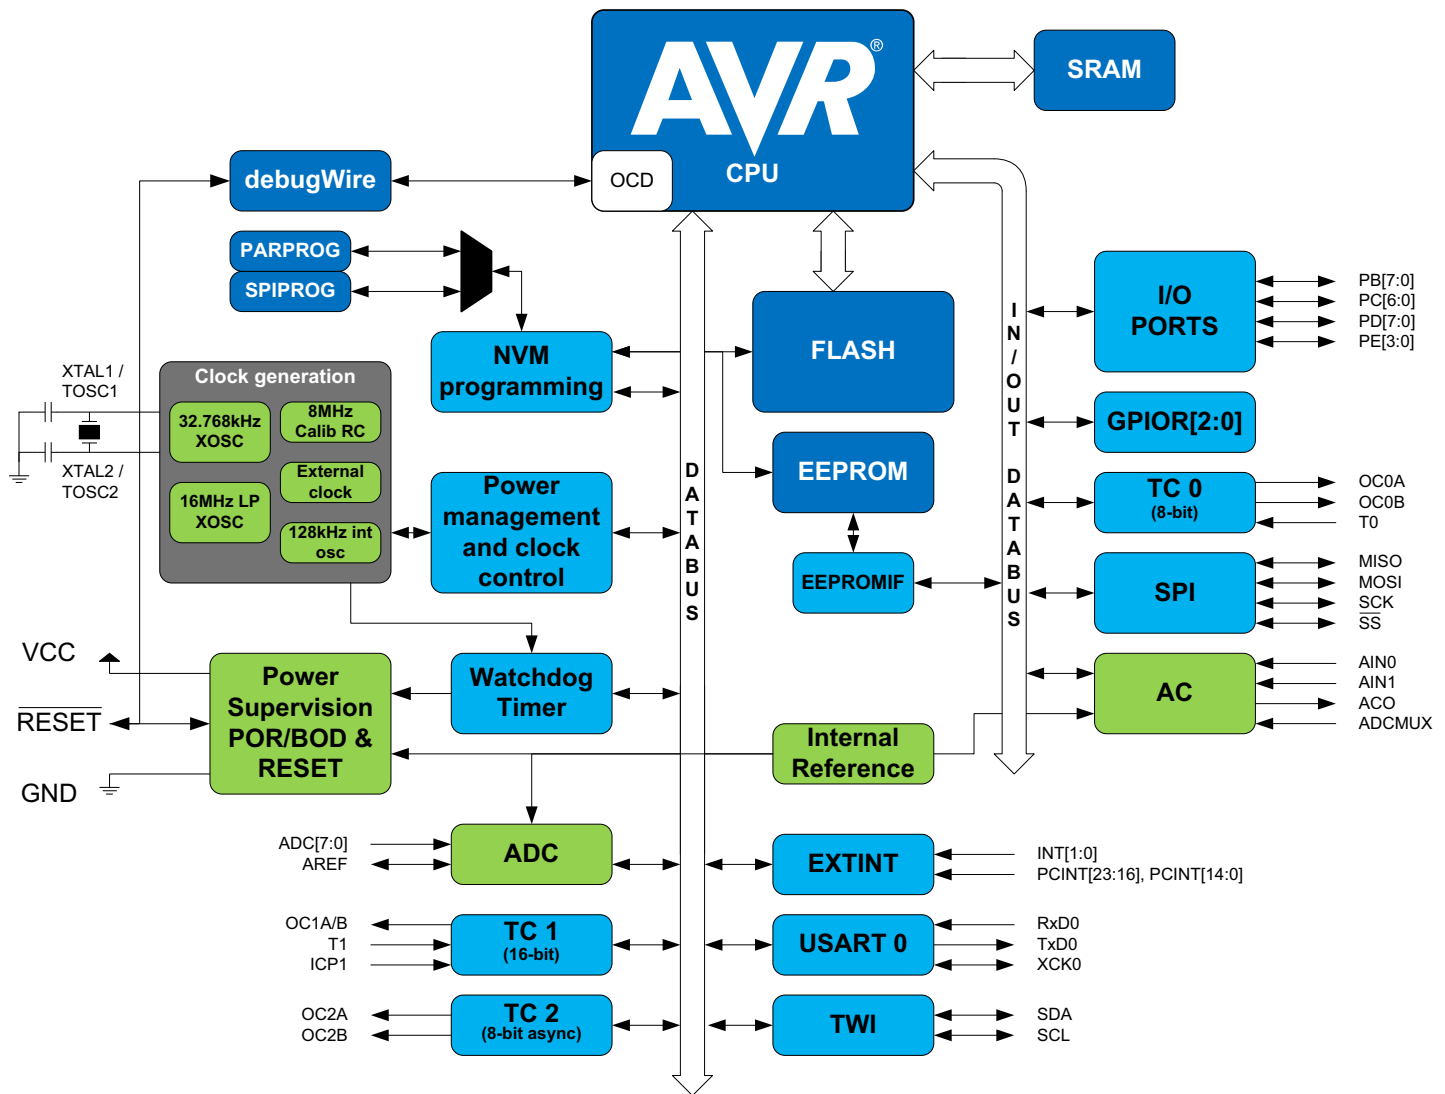 AVR®
CPU
OCD
SRAM
debugWire
PARPROG
SPIPROG
NVM
programming
FLASH
I/O
PORTS
PB[7:0]
PC[6:0]
PD[7:0]
PE[3:0]
IN/OUT DATABUS
DATABUS
GPIOR[2:0]
XTAL1 /
TOSC1
XTAL2 /
TOSC2
Clock generation
32.768kHz
XOSC
8MHz
Calib RC
External
clock
16MHz LP
XOSC
128kHz int
osc
Power
management
and clock
control
EEPROM
EEPROMIF
TC 0
(8-bit)
OC0A
OC0B
T0
SPI
MISO
MOSI
SCK
SS
AC
AIN0
AIN1
ACO
ADCMUX
VCC
RESET
GND
Power
Supervision
POR/BOD &
RESET
Watchdog
Timer
Internal
Reference
ADC[7:0]
AREF
ADC
EXTINT
INT[1:0]
PCINT[23:16], PCINT[14:0]
OC1A/B
T1
ICP1
TC 1
(16-bit)
USART 0
RxD0
TxD0
XCK0
OC2A
OC2B
TC 2
(8-bit async)
TWI
SDA
SCL